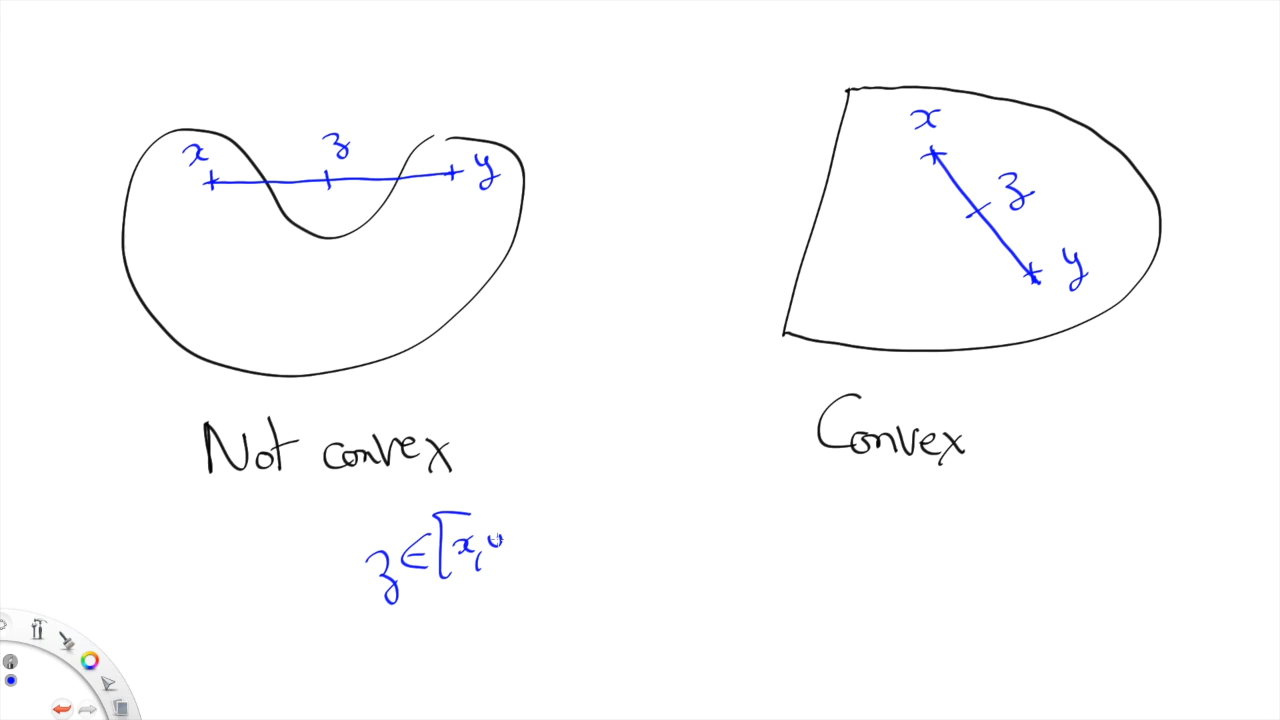 x z y
x
z
y
Not convex
Convex
z ∈ [x,